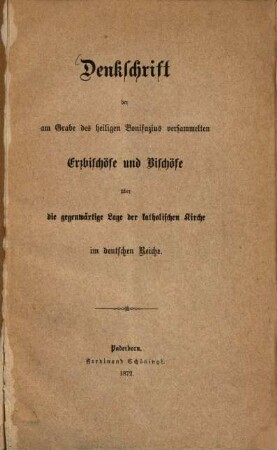 Denkschrift
der
am Grabe des heiligen Bonifazius versammelten
Erzbischöfe und Bischöfe
über
die gegenwärtige Lage der katholischen Kirche
im deutschen Reiche.
Paderborn.
Ferdinand Schöningh.
1872.